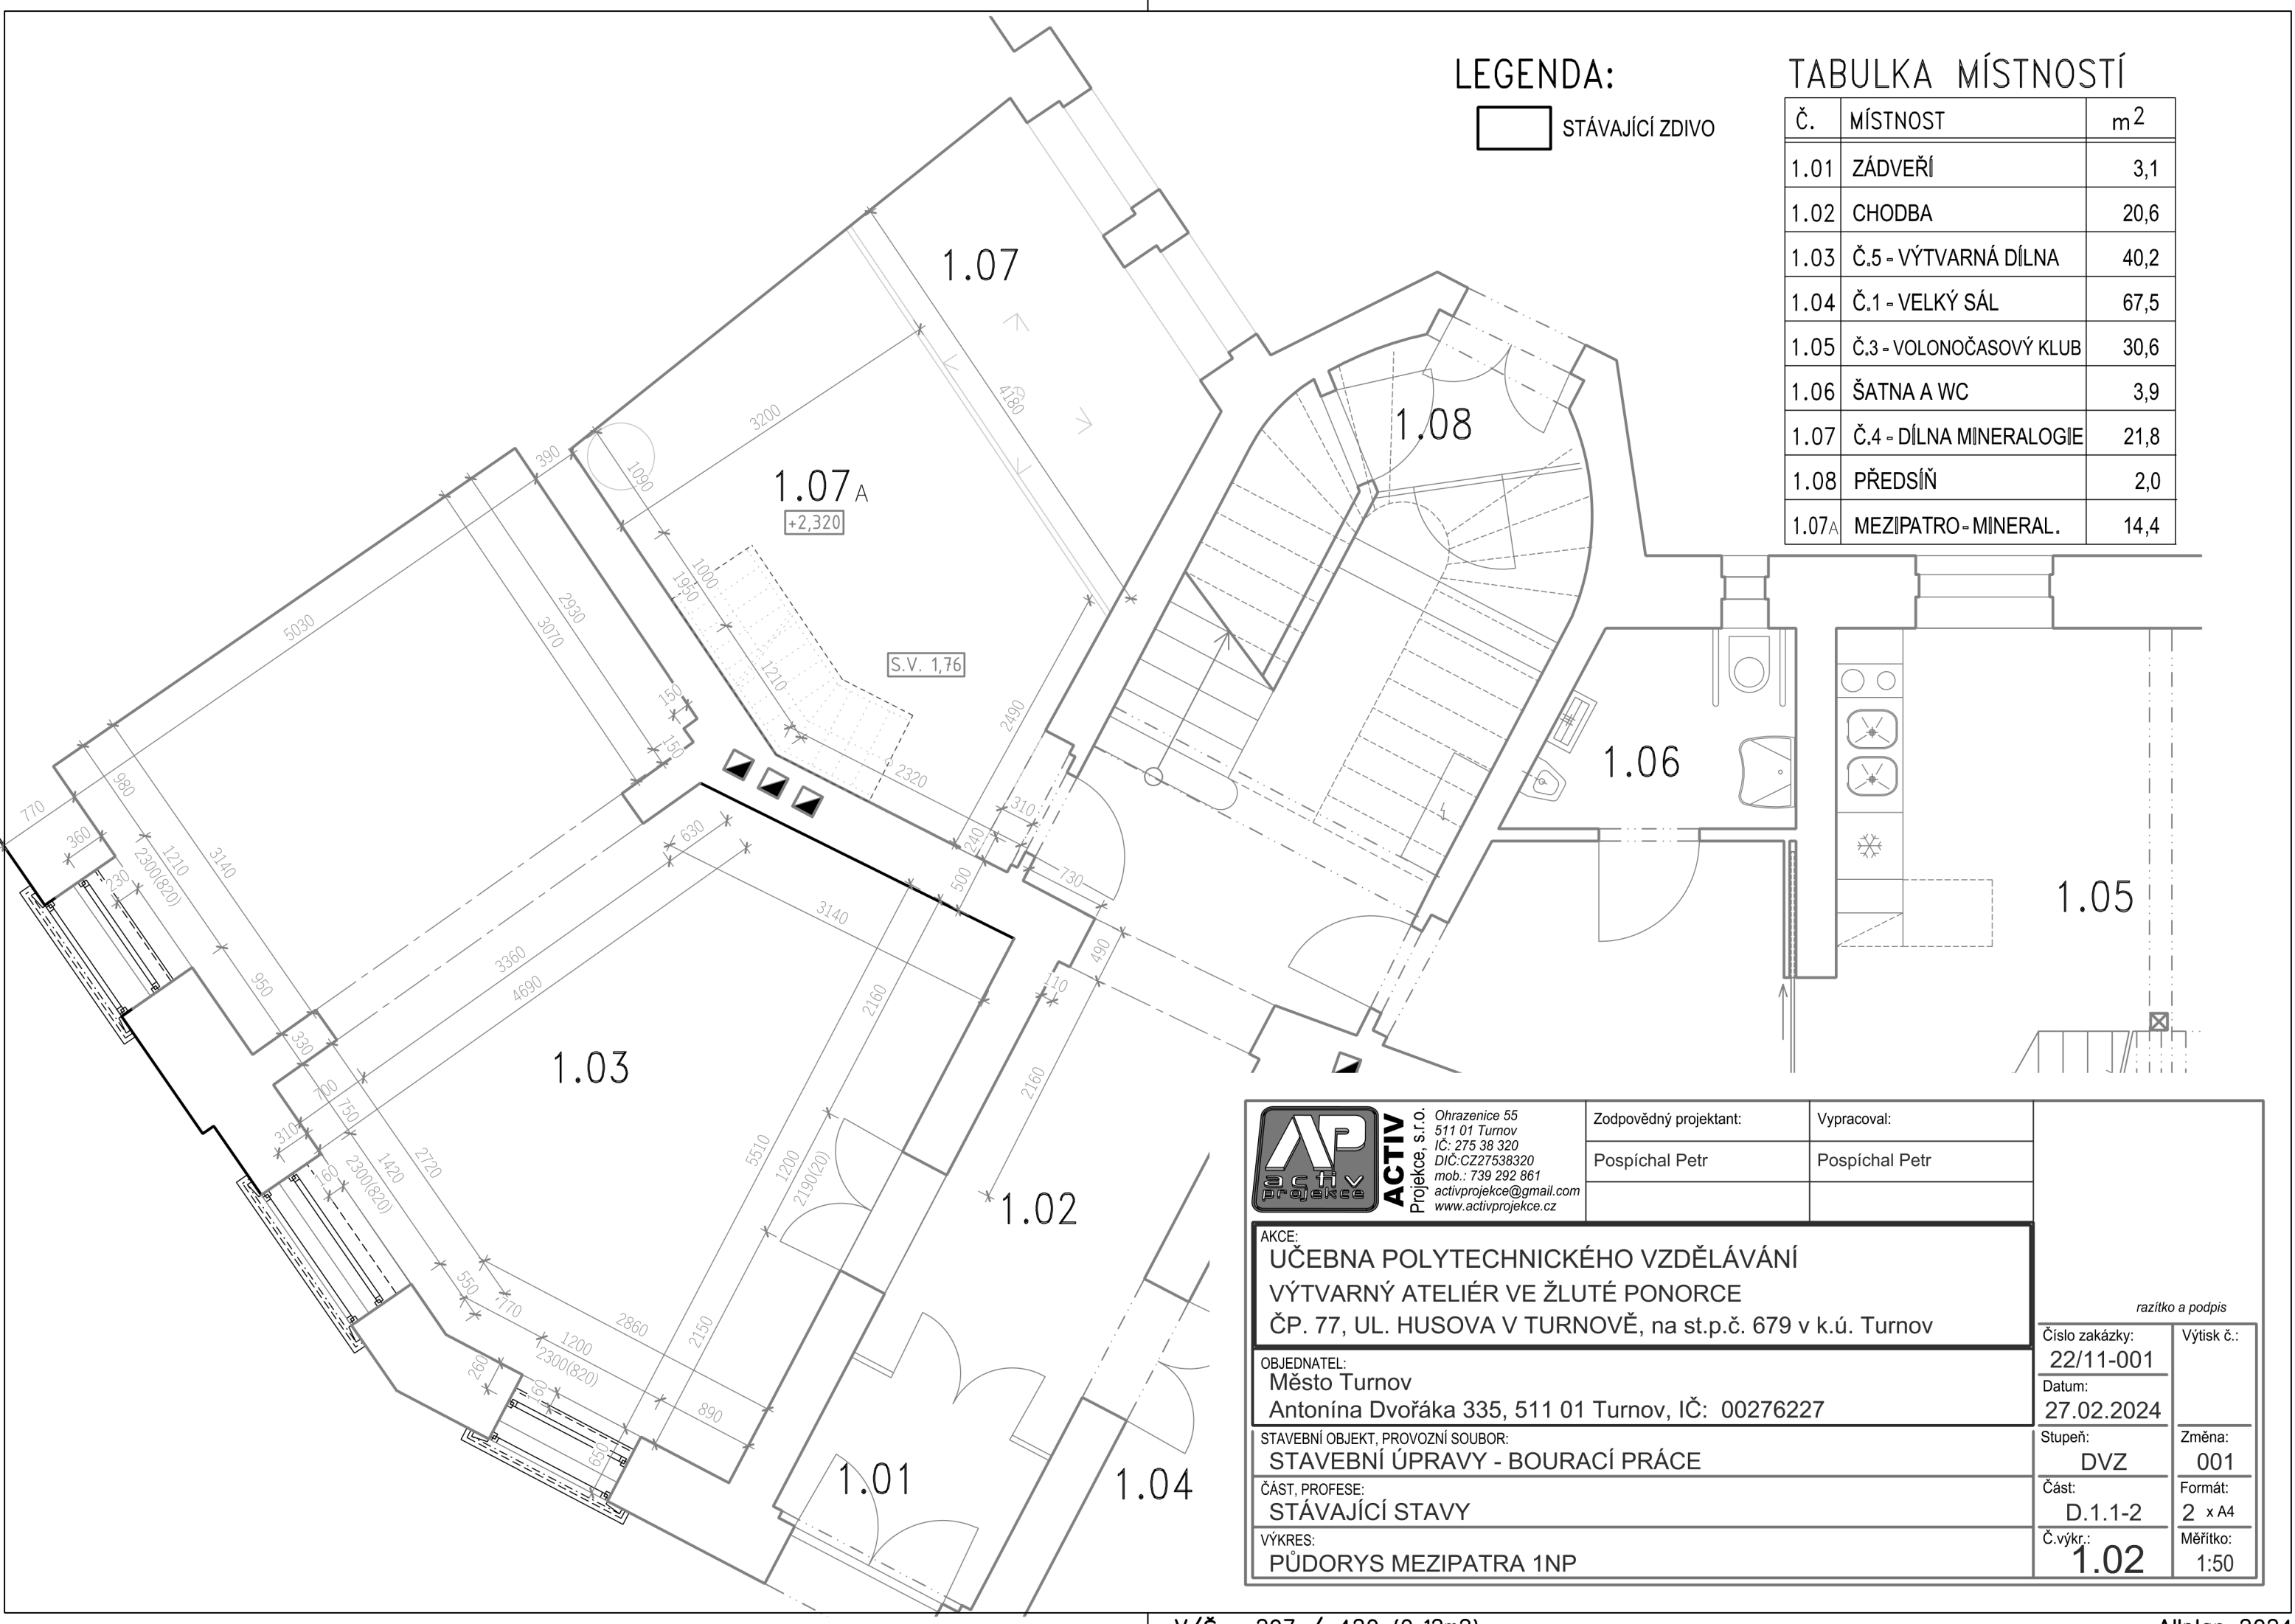 LEGENDA:
STÁVAJÍCÍ ZDIVO
TABULKA MÍSTNOSTÍ
Č. MÍSTNOST m2
1.01 ZÁDVEŘÍ 3,1
1.02 CHODBA 20,6
1.03 Č.5 - VÝTVARNÁ DÍLNA 40,2
1.04 Č.1 - VELKÝ SÁL 67,5
1.05 Č.3 - VOLONOČASOVÝ KLUB 30,6
1.06 ŠATNA A WC 3,9
1.07 Č.4 - DÍLNA MINERALOGIE 21,8
1.08 PŘEDSÍŇ 2,0
1.07A MEZIPATRO-MINERAL. 14,4
1.07
4180
3200
1.08
390
1090
1.07A
+2,320
1000
1950
2930
3070
5030
S.V. 1,76
1210
150
150
2490
2320
1.06
980
770
360
1210
2300(820)
3140
230
630
310
240
730
500
3140
1.05
490
950
3360
4690
2160
110
330
1.03
2160
700
750
310
1420
2300(820)
2720
160
5510
1200
2190(20)
1.02
550
770
2860
1200
2300(820)
2150
260
160
890
650
1.01
1.04
AP
activ
projekce
ACTIV
Projekce, s.r.o.
Ohrazenice 55
511 01 Turnov
IČ: 275 38 320
DIČ:CZ27538320
mob.: 739 292 861
activprojekce@gmail.com
www.activprojekce.cz
Zodpovědný projektant:
Pospíchal Petr
Vypracoval:
Pospíchal Petr
AKCE:
UČEBNA POLYTECHNICKÉHO VZDĚLÁVÁNÍ
VÝTVARNÝ ATELIÉR VE ŽLUTÉ PONORCE
ČP. 77, UL. HUSOVA V TURNOVĚ, na st.p.č. 679 v k.ú. Turnov
razítko a podpis
OBJEDNATEL:
Město Turnov
Antonína Dvořáka 335, 511 01 Turnov, IČ: 00276227
Číslo zakázky:
22/11-001
Výtisk č.:
Datum:
27.02.2024
STAVEBNÍ OBJEKT, PROVOZNÍ SOUBOR:
STAVEBNÍ ÚPRAVY - BOURACÍ PRÁCE
Stupeň:
DVZ
Změna:
001
ČÁST, PROFESE:
STÁVAJÍCÍ STAVY
Část:
D.1.1-2
Formát:
2 x A4
VÝKRES:
PŮDORYS MEZIPATRA 1NP
Č.výkr.:
1.02
Měřítko:
1:50